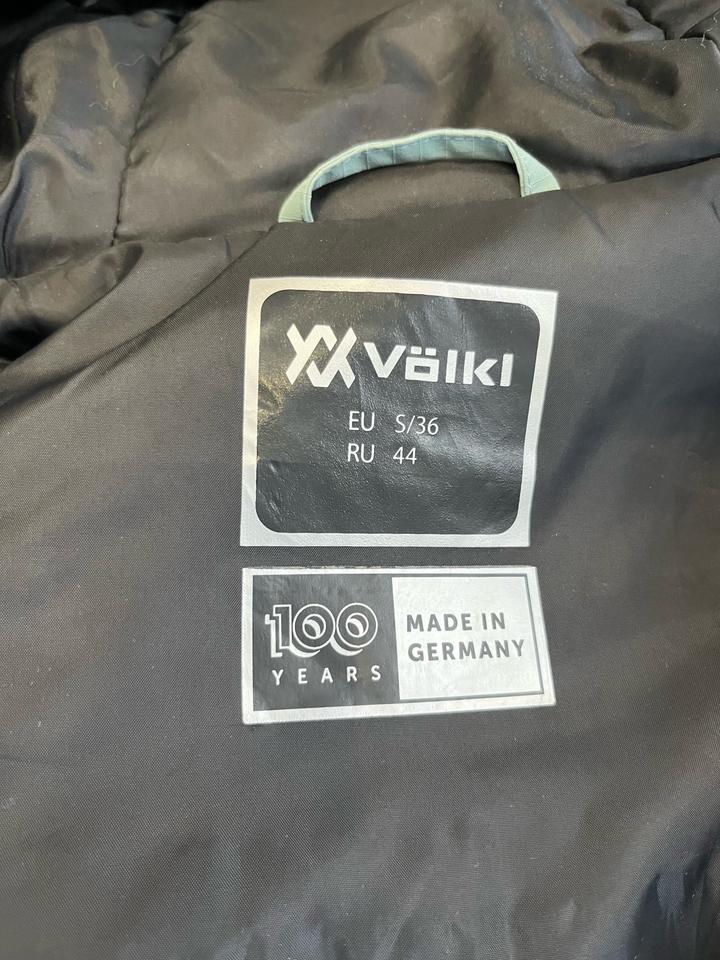 Völkl
EU S/36
RU 44
100
YEARS
MADE IN
GERMANY